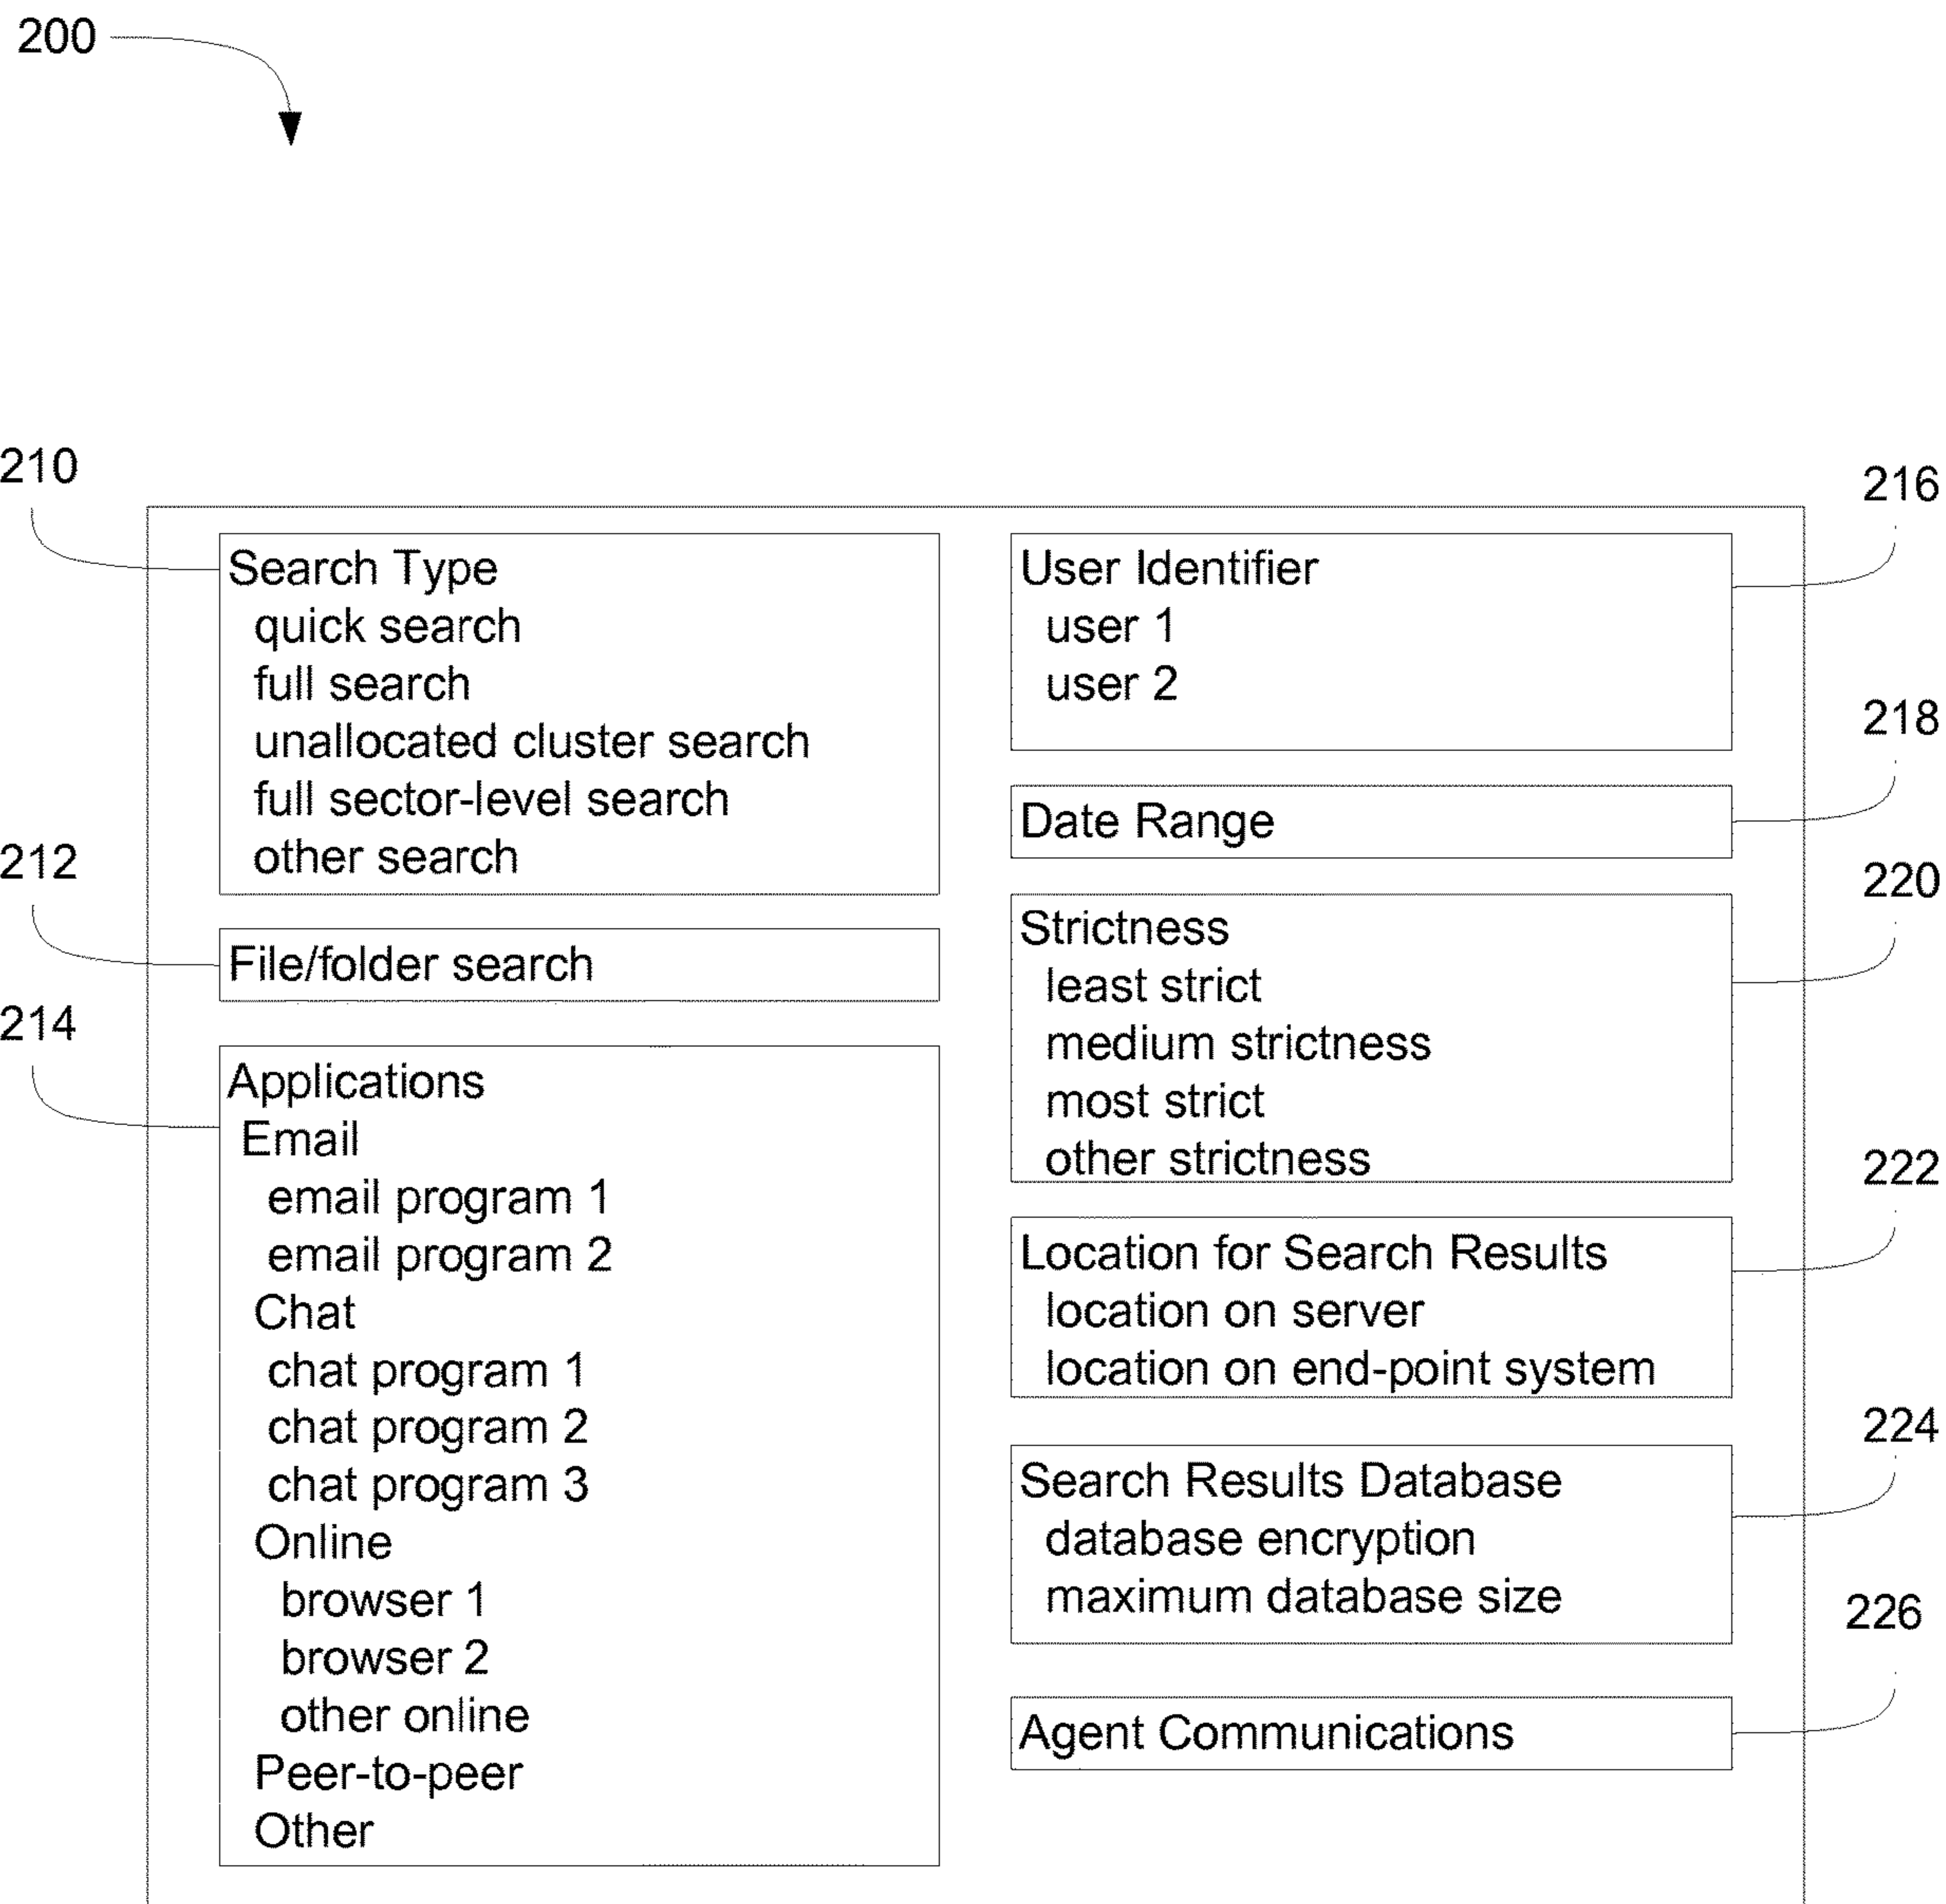 200
210
Search Type
quick search
full search
unallocated cluster search
full sector-level search
other search
212
File/folder search
214
Applications
Email
email program 1
email program 2
Chat
chat program 1
chat program 2
chat program 3
Online
browser 1
browser 2
other online
Peer-to-peer
Other
216
User Identifier
user 1
user 2
218
Date Range
220
Strictness
least strict
medium strictness
most strict
other strictness
222
Location for Search Results
location on server
location on end-point system
224
Search Results Database
database encryption
maximum database size
226
Agent Communications